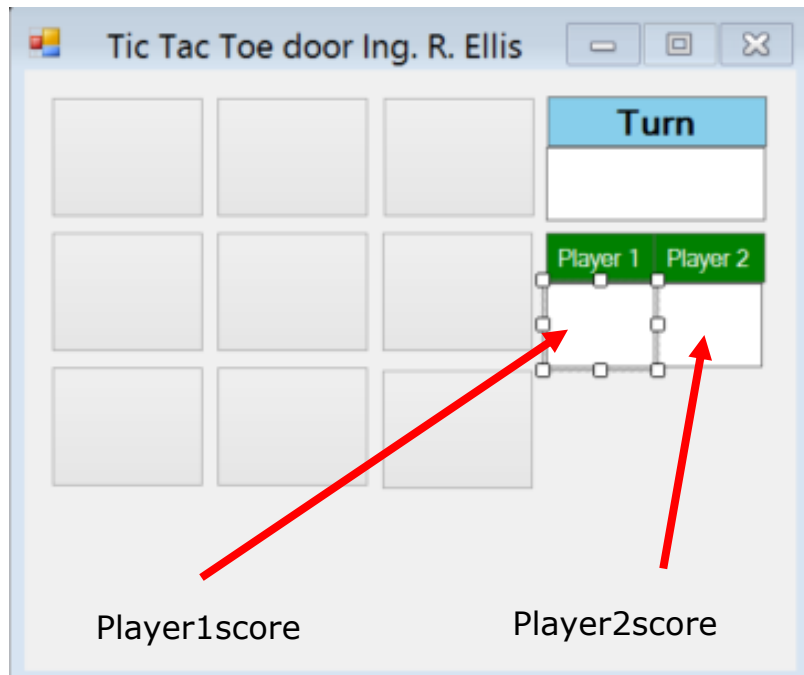 Tic Tac Toe door Ing. R. Ellis
Turn
Player 1 Player 2
Player1score
Player2score